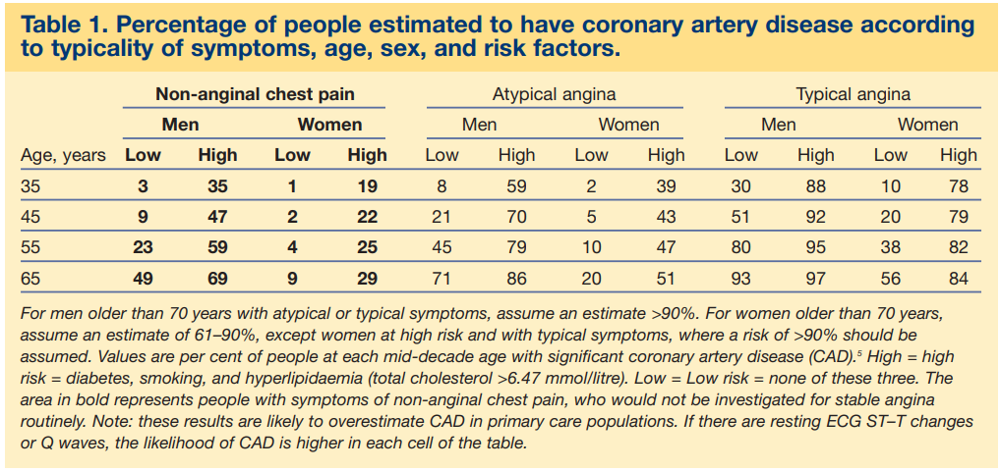 Table 1. Percentage of people estimated to have coronary artery disease according
to typicality of symptoms, age, sex, and risk factors.
Non-anginal chest pain Atypical angina Typical angina
Men Women Men Women Men Women
Age, years Low High Low High Low High Low High Low High Low High
35 3 35 1 19 8 59 2 39 30 88 10 78
45 9 47 2 22 21 70 5 43 51 92 20 79
55 23 59 4 25 45 79 10 47 80 95 38 82
65 49 69 9 29 71 86 20 51 93 97 56 84
For men older than 70 years with atypical or typical symptoms, assume an estimate >90%. For women older than 70 years,
assume an estimate of 61–90%, except women at high risk and with typical symptoms, where a risk of >90% should be
assumed. Values are per cent of people at each mid-decade age with significant coronary artery disease (CAD).⁵ High = high
risk = diabetes, smoking, and hyperlipidaemia (total cholesterol >6.47 mmol/litre). Low = Low risk = none of these three. The
area in bold represents people with symptoms of non-anginal chest pain, who would not be investigated for stable angina
routinely. Note: these results are likely to overestimate CAD in primary care populations. If there are resting ECG ST–T changes
or Q waves, the likelihood of CAD is higher in each cell of the table.